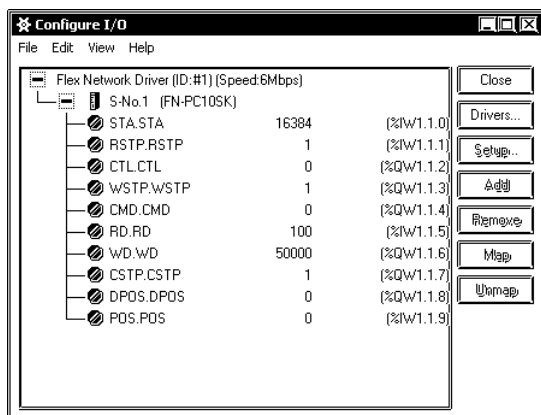 Configure I/O
File Edit View Help
Flex Network Driver (ID:#1) (Speed:6Mbps)
S-No.1 (FN-PC10SK)
STA.STA 16384 (%IW1.1.0)
RSTP.RSTP 1 (%IW1.1.1)
CTL.CTL 0 (%QW1.1.2)
WSTP.WSTP 1 (%QW1.1.3)
CMD.CMD 0 (%QW1.1.4)
RD.RD 100 (%IW1.1.5)
WD.WD 50000 (%QW1.1.6)
CSTP.CSTP 1 (%QW1.1.7)
DPOS.DPOS 0 (%QW1.1.8)
POS.POS 0 (%IW1.1.9)
Close
Drivers...
Setup...
Add
Remove
Map
Unmap